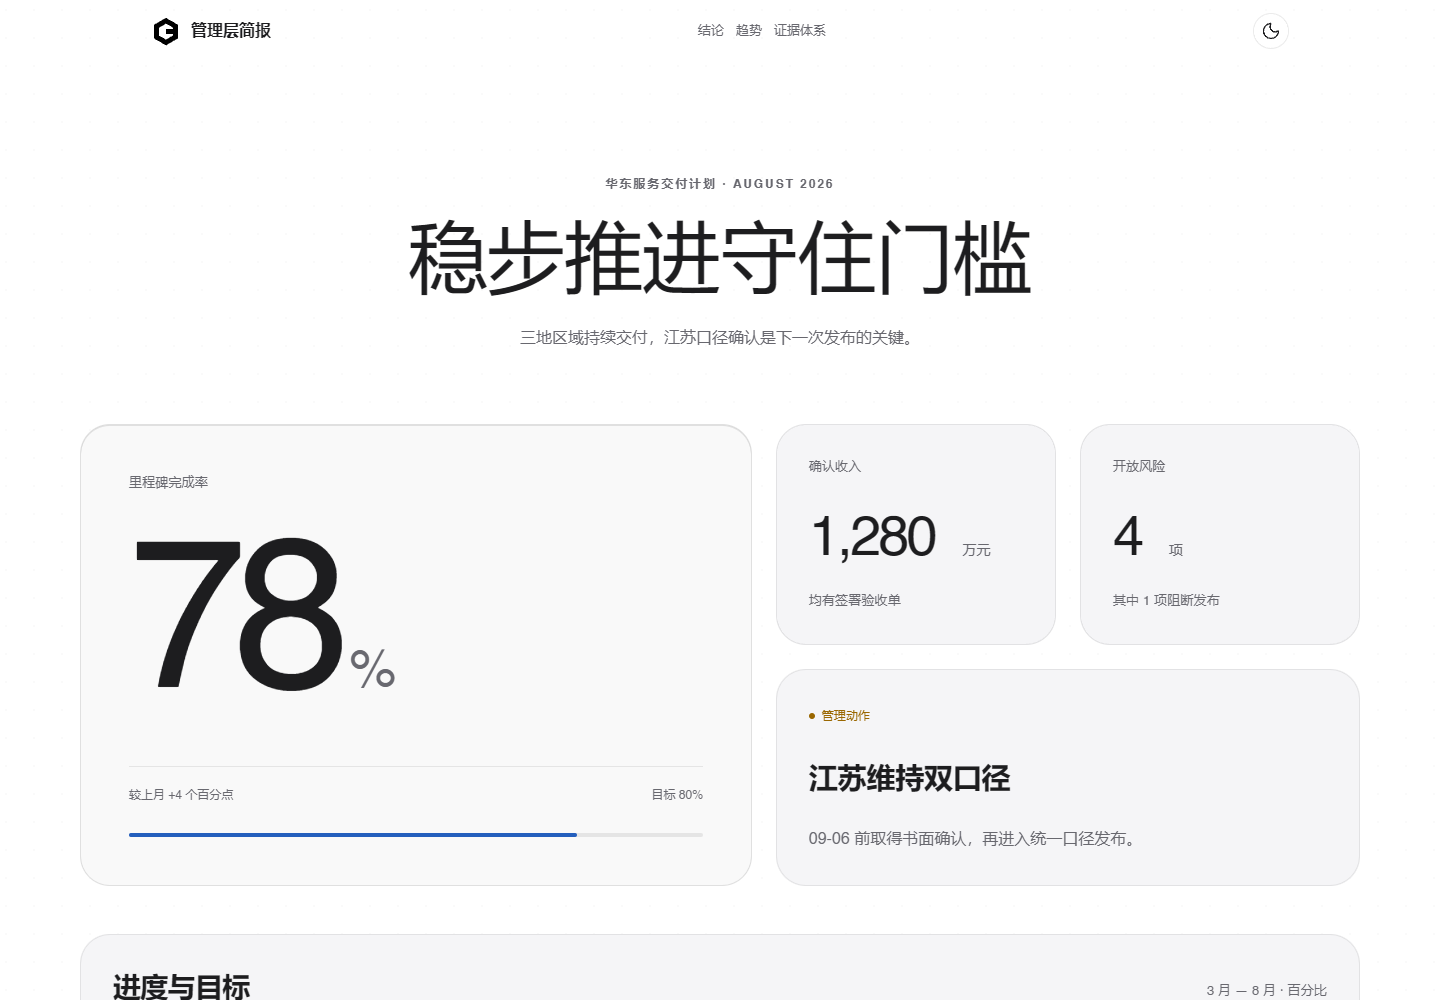 管理层简报
结论 趋势 证据体系
华东服务交付计划 · AUGUST 2026
稳步推进守住门槛
三地区域持续交付，江苏口径确认是下一次发布的关键。
里程碑完成率
78%
较上月 +4 个百分点
目标 80%
确认收入
1,280 万元
均有签署验收单
开放风险
4 项
其中 1 项阻断发布
管理动作
江苏维持双口径
09-06 前取得书面确认，再进入统一口径发布。
进度与目标
3 月 — 8 月 · 百分比